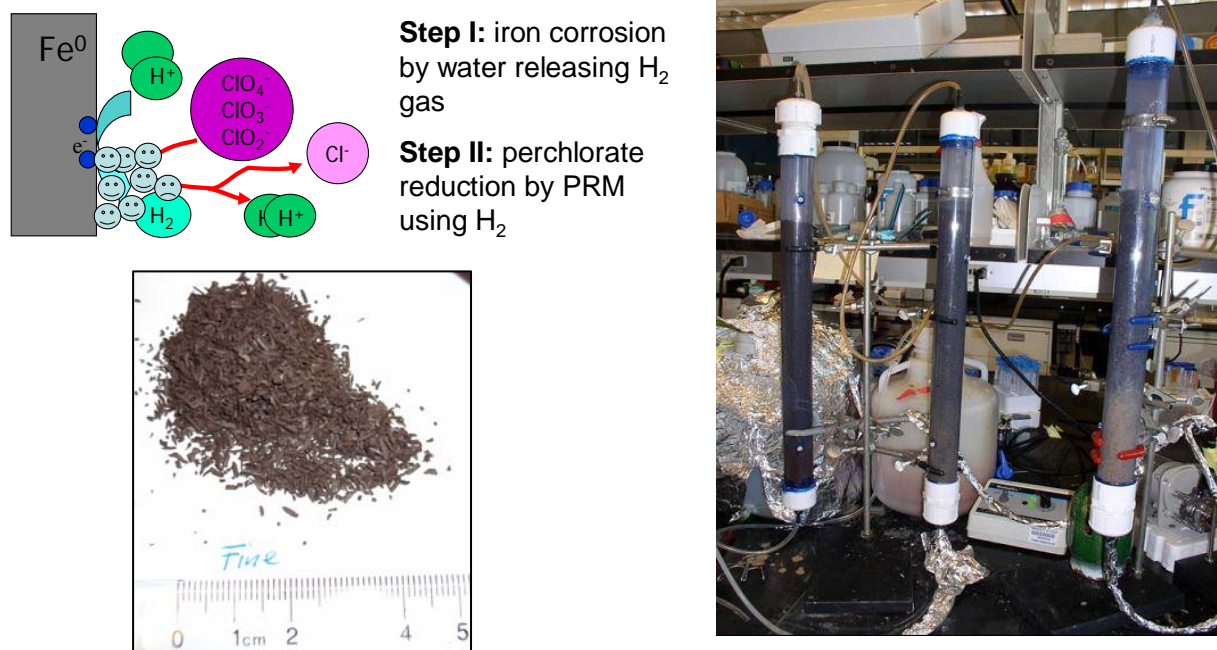 Fe⁰
H⁺
e⁻
ClO₄⁻
ClO₃⁻
ClO₂⁻
Cl⁻
H₂
H⁺
Step I: iron corrosion
by water releasing H₂
gas
Step II: perchlorate
reduction by PRM
using H₂
Fine
0 1cm 2 4 5